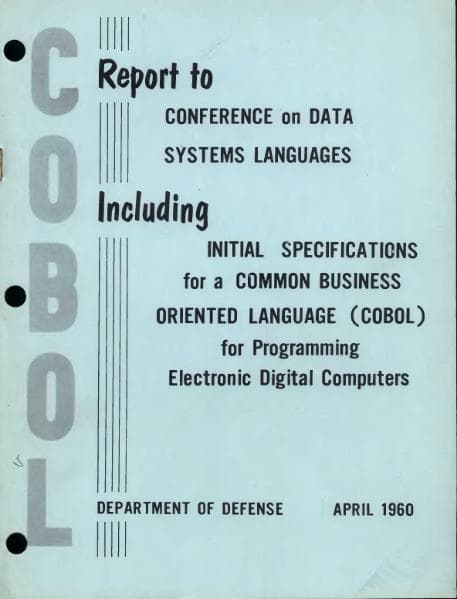 COBOL
Report to
CONFERENCE on DATA
SYSTEMS LANGUAGES
Including
INITIAL SPECIFICATIONS
for a COMMON BUSINESS
ORIENTED LANGUAGE (COBOL)
for Programming
Electronic Digital Computers
DEPARTMENT OF DEFENSE APRIL 1960